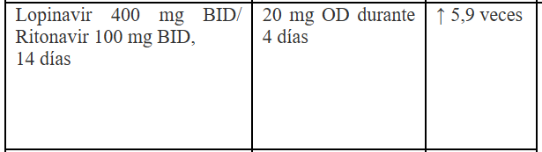 Lopinavir 400 mg BID/ 20 mg OD durante ↑ 5,9 veces
Ritonavir 100 mg BID, 4 días
14 días